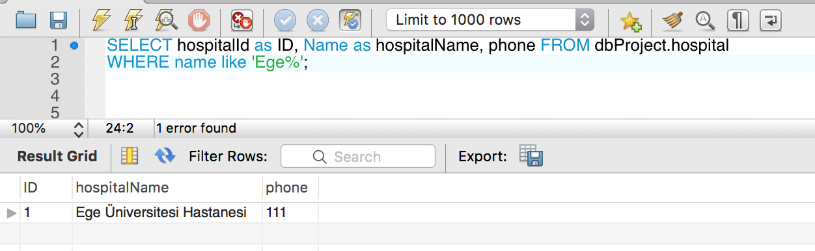 Limit to 1000 rows
1 SELECT hospitalId as ID, Name as hospitalName, phone FROM dbProject.hospital
2 WHERE name like 'Ege%';
3
4
5
100% 24:2 1 error found
Result Grid Filter Rows: Search Export:
ID hospitalName phone
1 Ege Üniversitesi Hastanesi 111